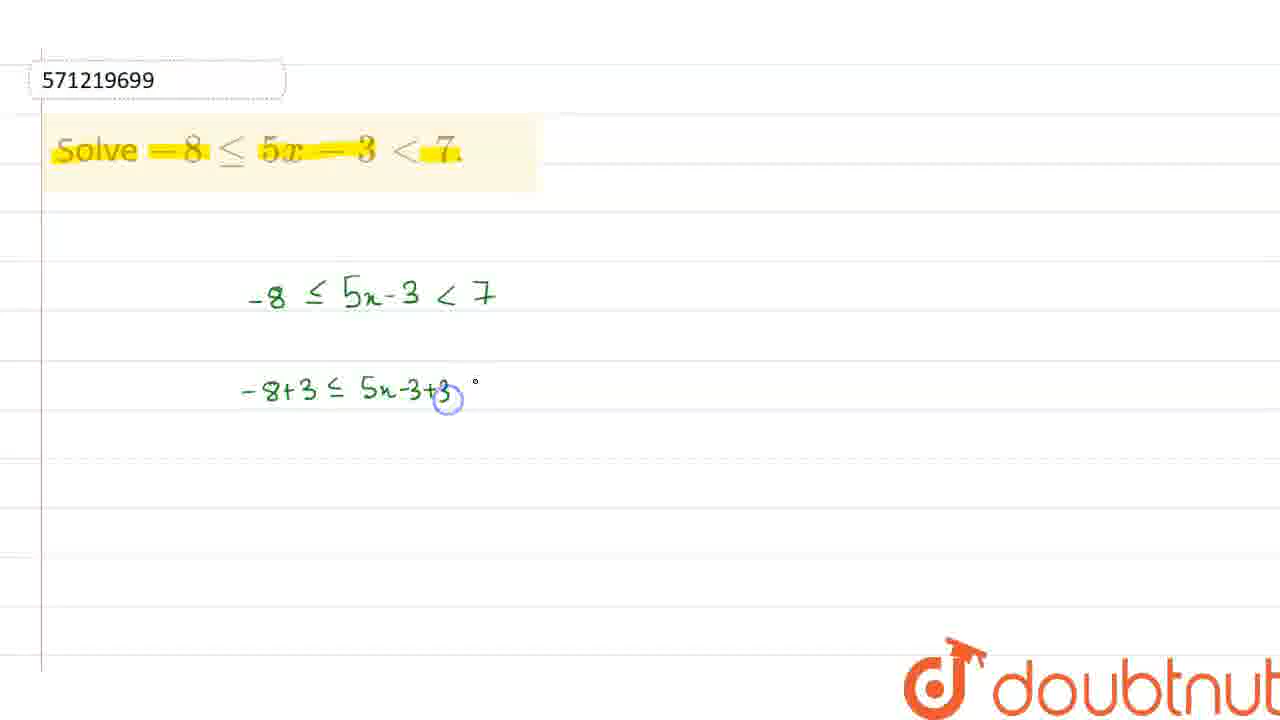 571219699
Solve −8 ≤ 5x − 3 < 7.
-8 ≤ 5x-3 < 7
-8+3 ≤ 5x-3+3
doubtnut